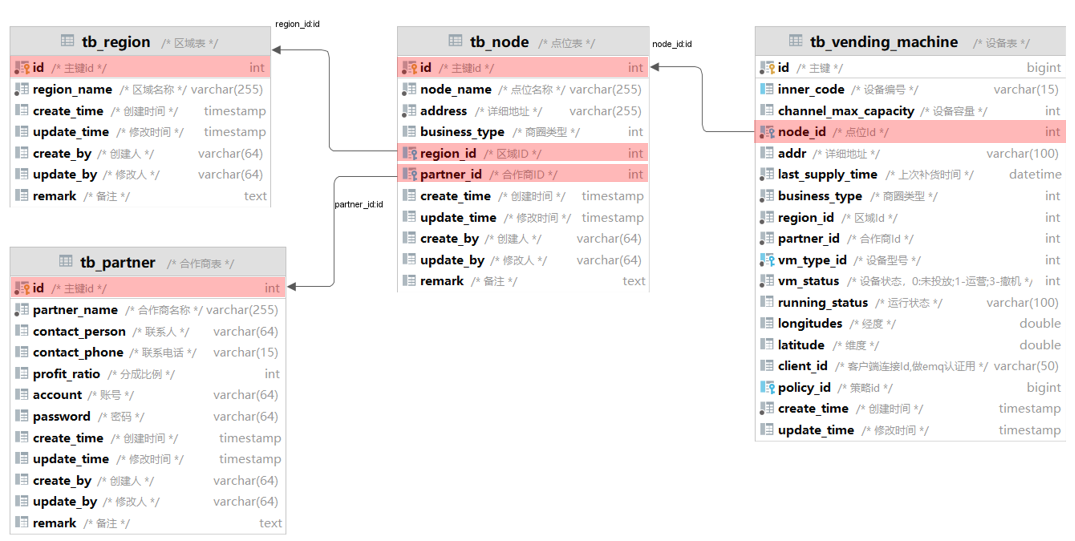 tb_region /* 区域表 */
id /* 主键id */ int
region_name /* 区域名称 */ varchar(255)
create_time /* 创建时间 */ timestamp
update_time /* 修改时间 */ timestamp
create_by /* 创建人 */ varchar(64)
update_by /* 修改人 */ varchar(64)
remark /* 备注 */ text
region_id:id
tb_partner /* 合作商表 */
id /* 主键id */ int
partner_name /* 合作商名称 */ varchar(255)
contact_person /* 联系人 */ varchar(64)
contact_phone /* 联系电话 */ varchar(15)
profit_ratio /* 分成比例 */ int
account /* 账号 */ varchar(64)
password /* 密码 */ varchar(64)
create_time /* 创建时间 */ timestamp
update_time /* 修改时间 */ timestamp
create_by /* 创建人 */ varchar(64)
update_by /* 修改人 */ varchar(64)
remark /* 备注 */ text
partner_id:id
tb_node /* 点位表 */
id /* 主键id */ int
node_name /* 点位名称 */ varchar(255)
address /* 详细地址 */ varchar(255)
business_type /* 商圈类型 */ int
region_id /* 区域ID */ int
partner_id /* 合作商ID */ int
create_time /* 创建时间 */ timestamp
update_time /* 修改时间 */ timestamp
create_by /* 创建人 */ varchar(64)
update_by /* 修改人 */ varchar(64)
remark /* 备注 */ text
node_id:id
tb_vending_machine /* 设备表 */
id /* 主键 */ bigint
inner_code /* 设备编号 */ varchar(15)
channel_max_capacity /* 设备容量 */ int
node_id /* 点位Id */ int
addr /* 详细地址 */ varchar(100)
last_supply_time /* 上次补货时间 */ datetime
business_type /* 商圈类型 */ int
region_id /* 区域Id */ int
partner_id /* 合作商Id */ int
vm_type_id /* 设备型号 */ int
vm_status /* 设备状态，0:未投放;1-运营;3-撤机 */ int
running_status /* 运行状态 */ varchar(100)
longitudes /* 经度 */ double
latitude /* 维度 */ double
client_id /* 客户端连接Id,做emq认证用 */ varchar(50)
policy_id /* 策略id */ bigint
create_time /* 创建时间 */ timestamp
update_time /* 修改时间 */ timestamp